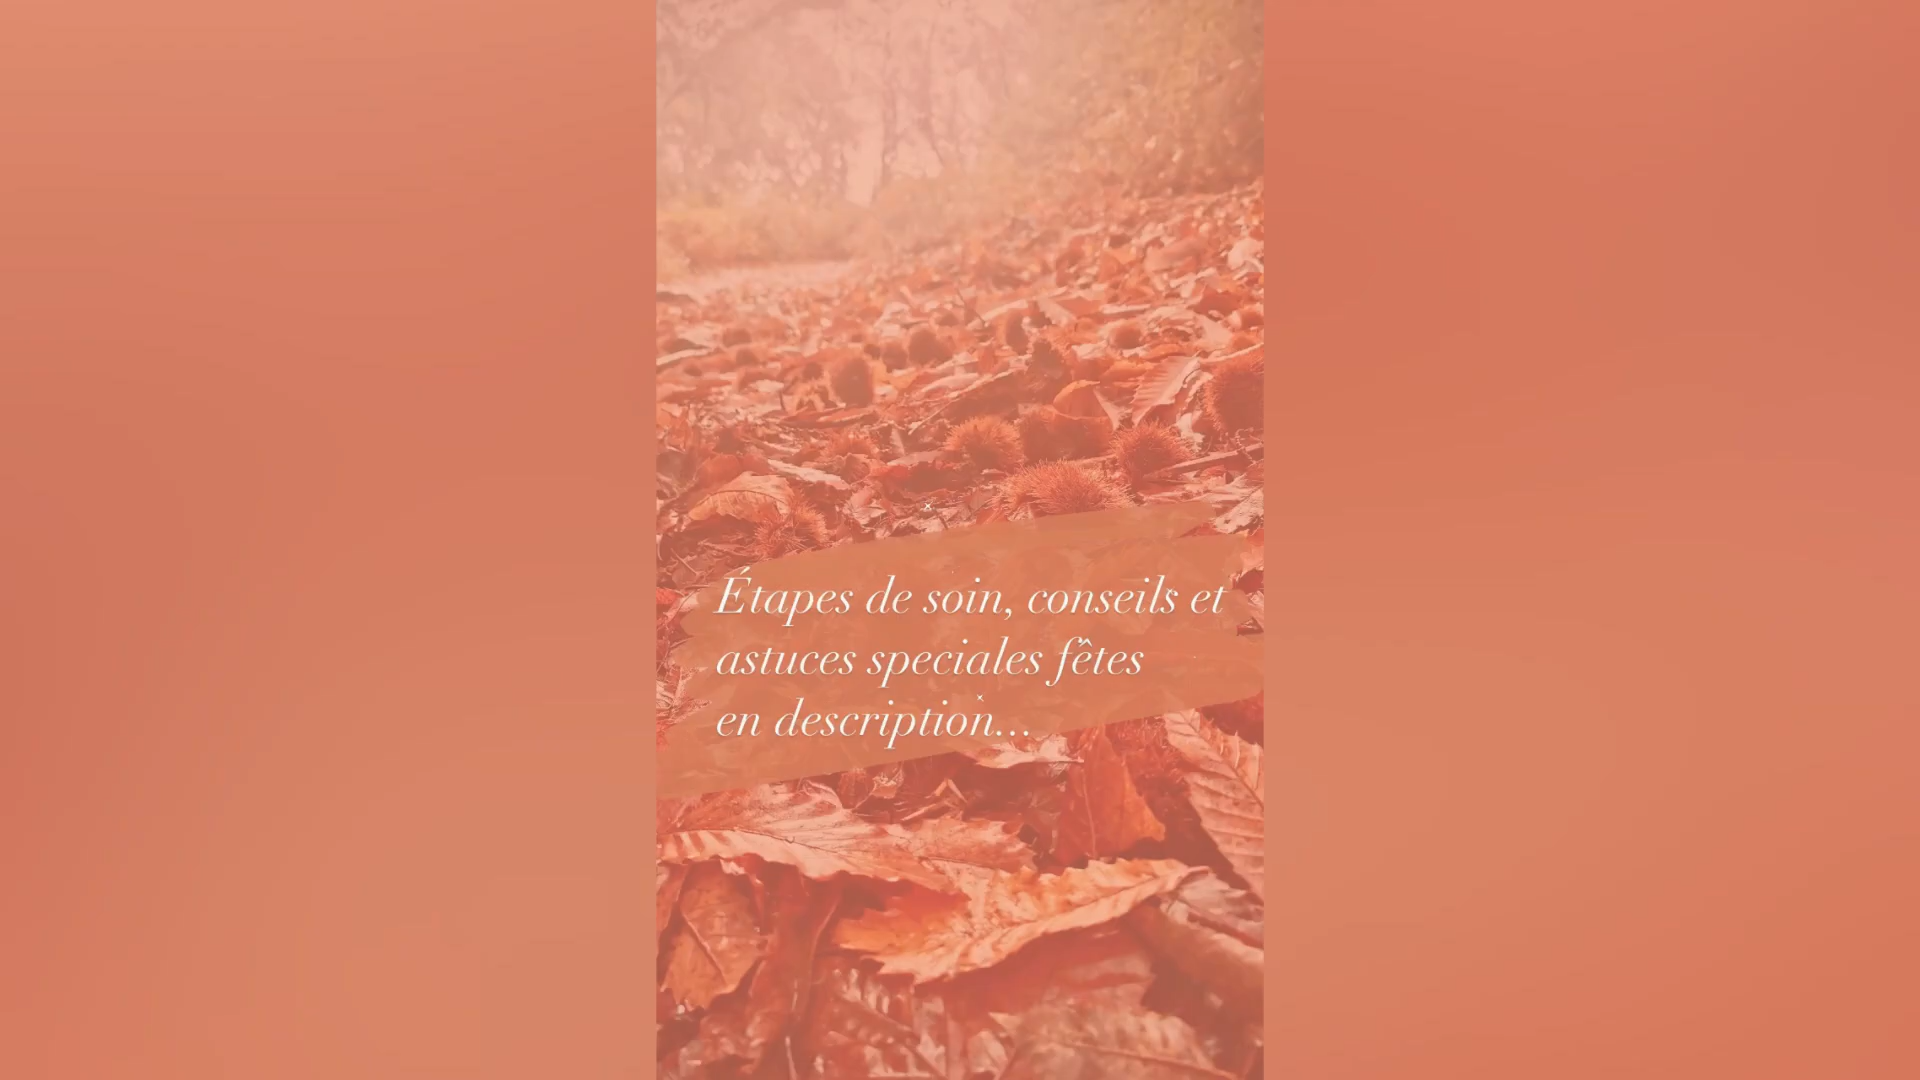 Étapes de soin, conseils et
astuces speciales fêtes
en description...